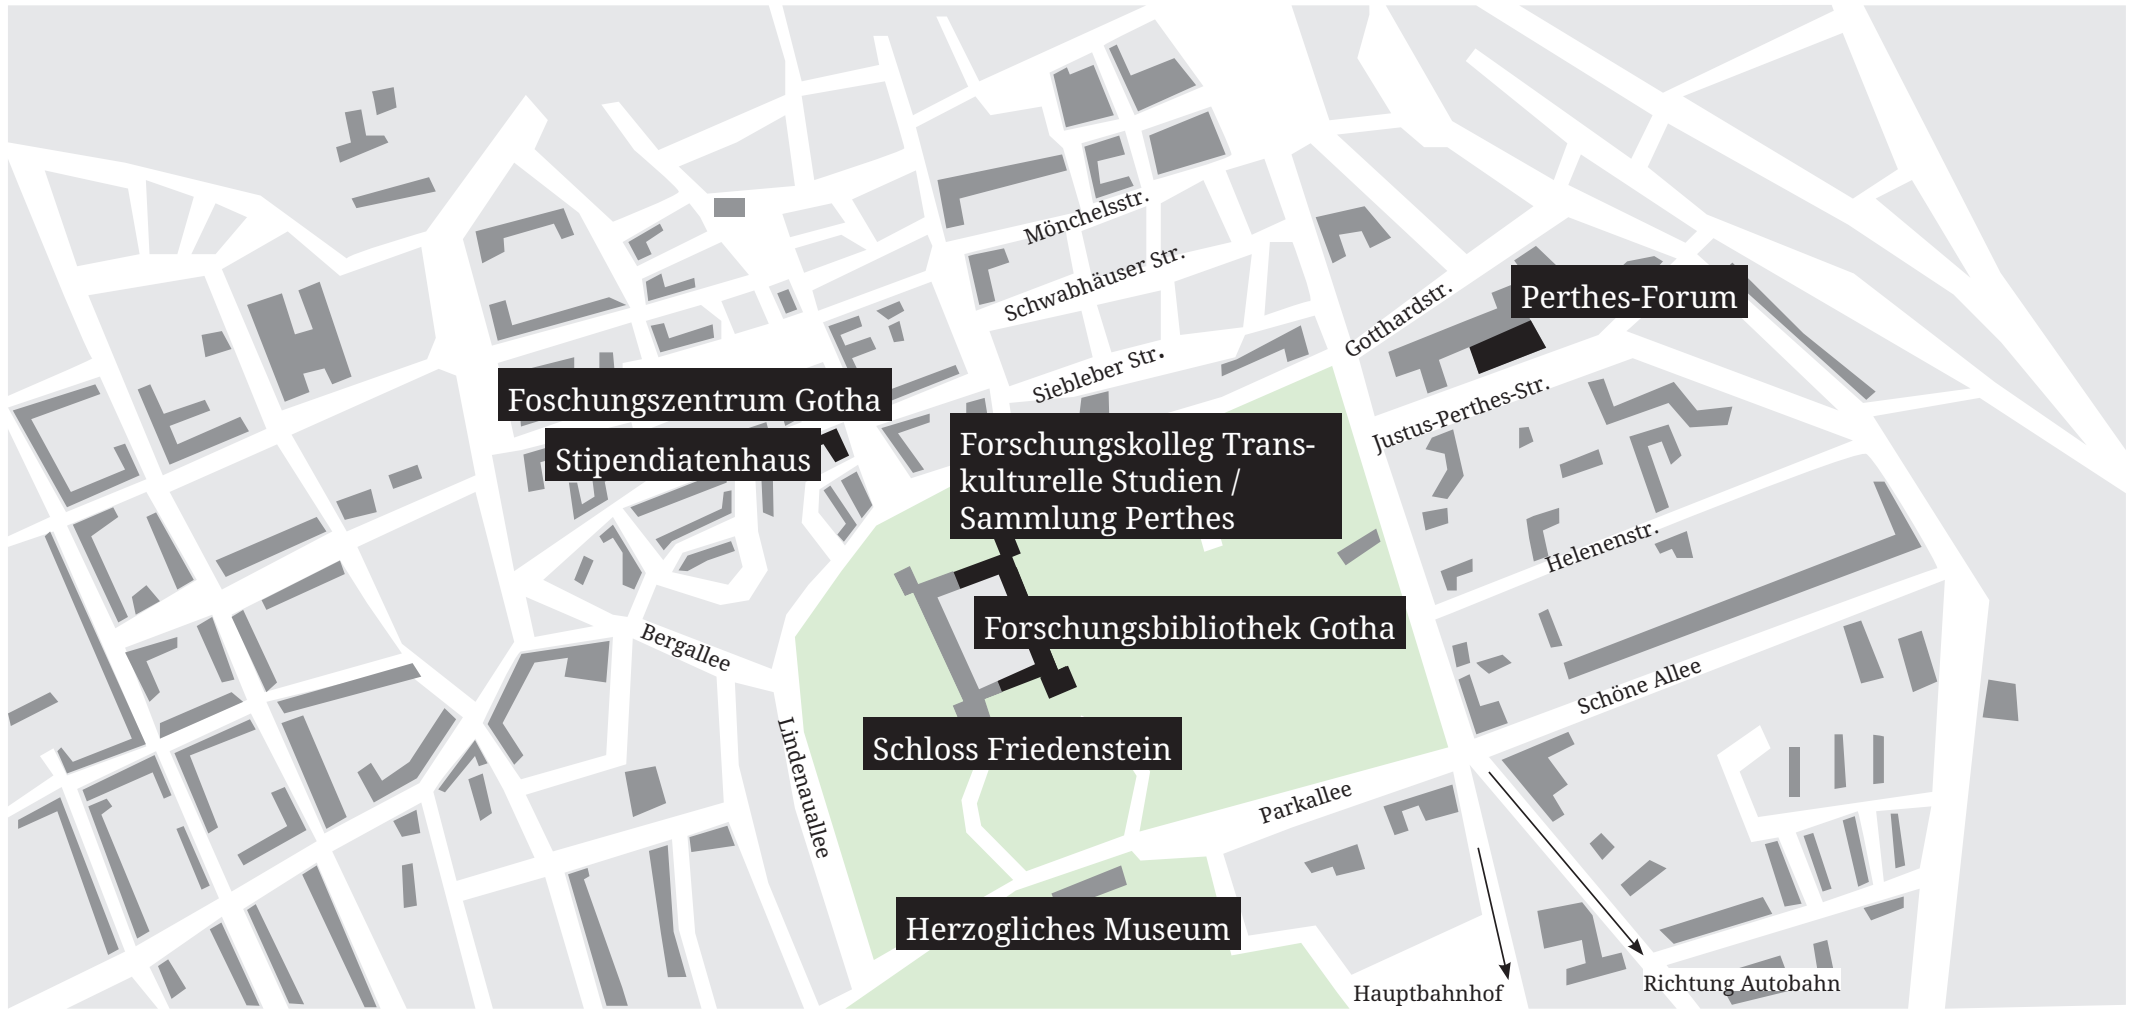 Mönchelsstr.
Schwabhäuser Str.
Gotthardstr.
Perthes-Forum
Siebleber Str.
Justus-Perthes-Str.
Foschungszentrum Gotha
Stipendiatenhaus
Forschungskolleg Trans-
kulturelle Studien /
Sammlung Perthes
Helenenstr.
Forschungsbibliothek Gotha
Bergallee
Schöne Allee
Schloss Friedenstein
Lindenauallee
Parkallee
Herzogliches Museum
Hauptbahnhof
Richtung Autobahn